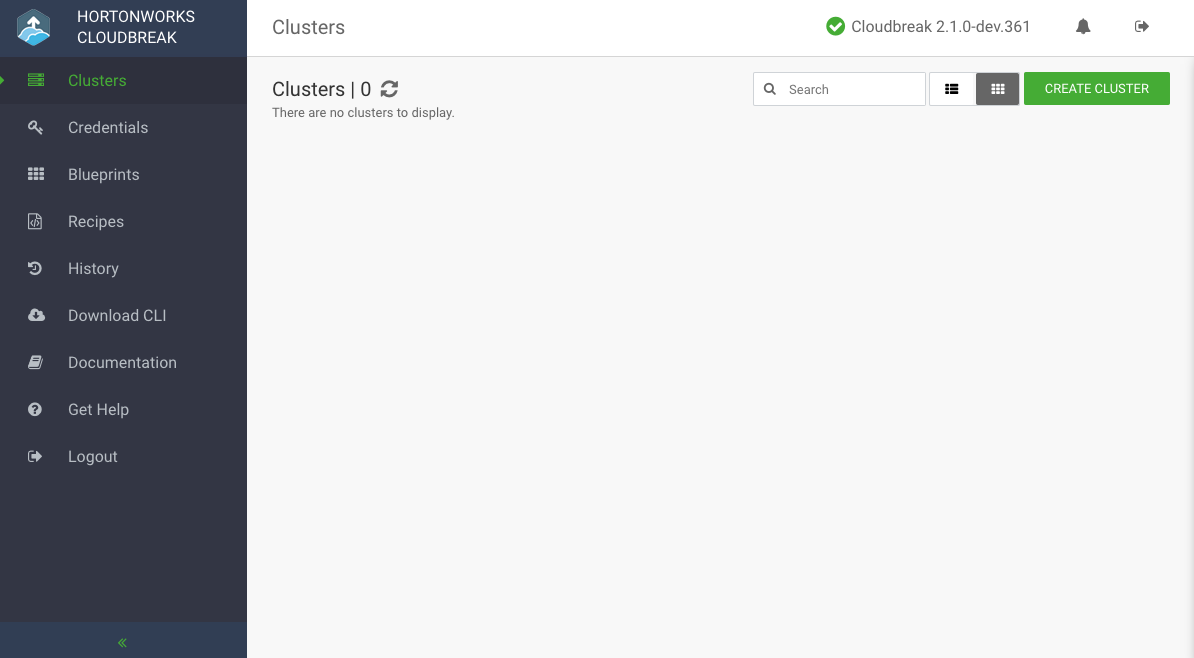 HORTONWORKS
CLOUDBREAK
Clusters
Credentials
Blueprints
Recipes
History
Download CLI
Documentation
Get Help
Logout
Clusters
Cloudbreak 2.1.0-dev.361
Clusters | 0
There are no clusters to display.
Search
CREATE CLUSTER